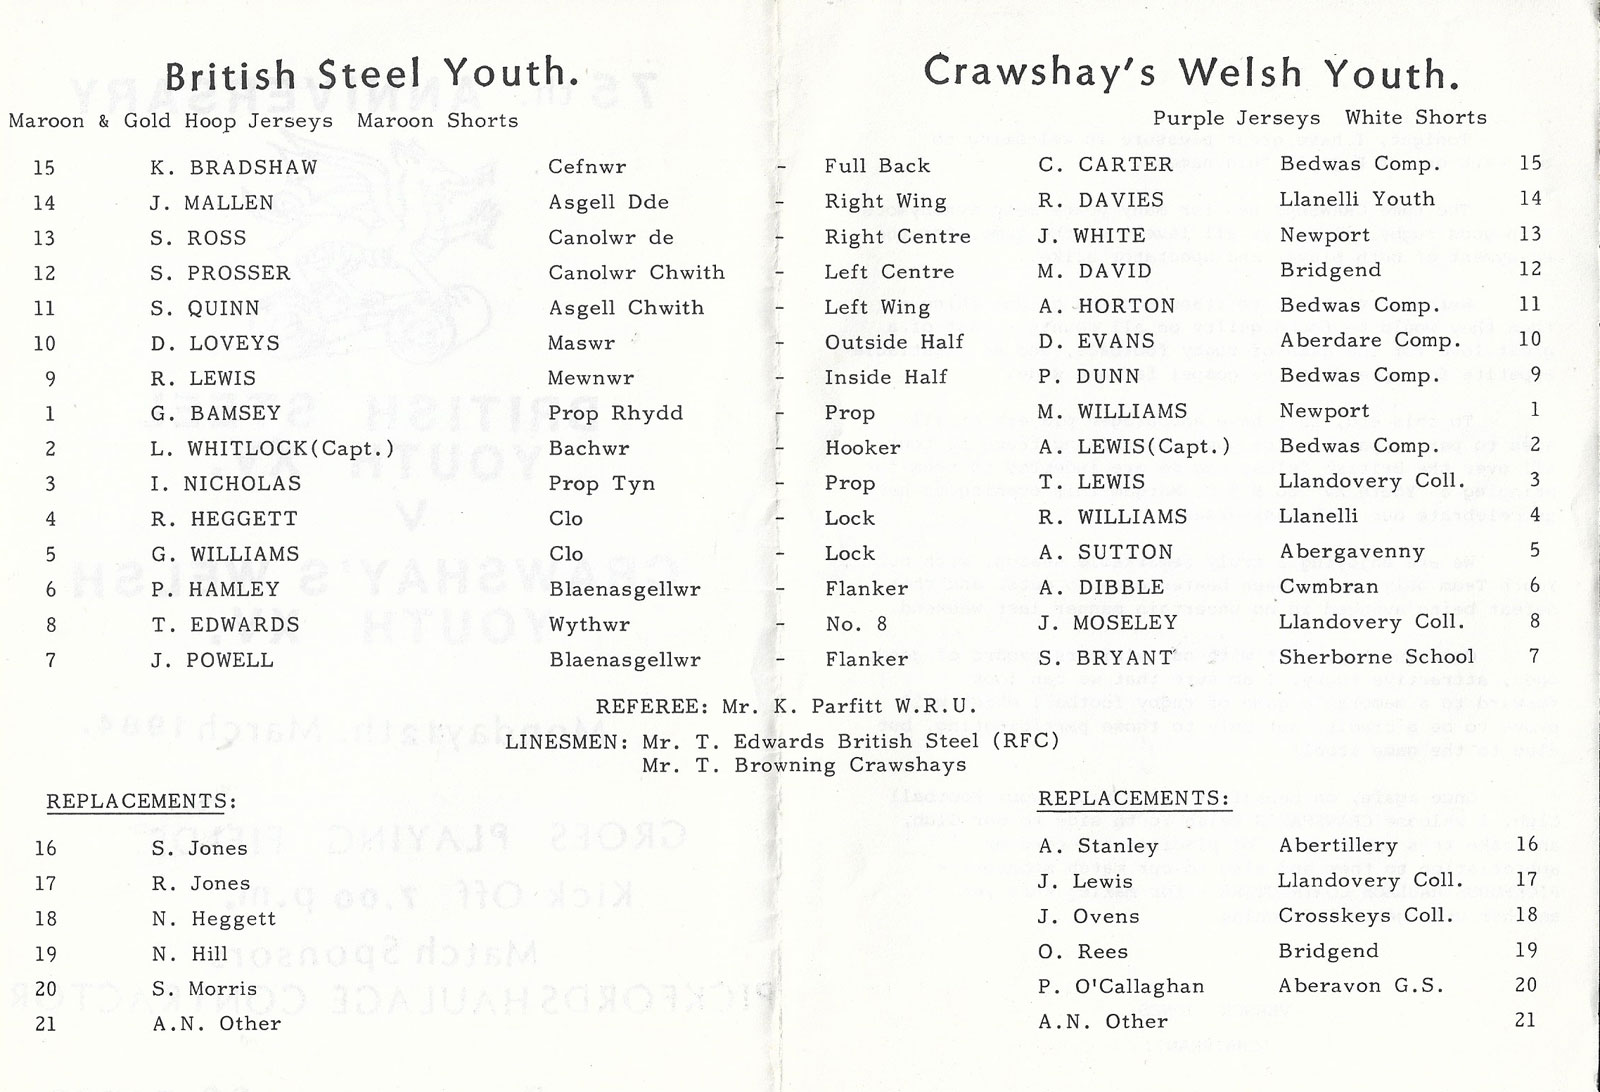 British Steel Youth. Crawshay's Welsh Youth.
Maroon & Gold Hoop Jerseys Maroon Shorts Purple Jerseys White Shorts
15 K. BRADSHAW Cefnwr - Full Back C. CARTER Bedwas Comp. 15
14 J. MALLEN Asgell Dde - Right Wing R. DAVIES Llanelli Youth 14
13 S. ROSS Canolwr de - Right Centre J. WHITE Newport 13
12 S. PROSSER Canolwr Chwith - Left Centre M. DAVID Bridgend 12
11 S. QUINN Asgell Chwith - Left Wing A. HORTON Bedwas Comp. 11
10 D. LOVEYS Maswr - Outside Half D. EVANS Aberdare Comp. 10
9 R. LEWIS Mewnwr - Inside Half P. DUNN Bedwas Comp. 9
1 G. BAMSEY Prop Rhydd - Prop M. WILLIAMS Newport 1
2 L. WHITLOCK(Capt.) Bachwr - Hooker A. LEWIS(Capt.) Bedwas Comp. 2
3 I. NICHOLAS Prop Tyn - Prop T. LEWIS Llandovery Coll. 3
4 R. HEGGETT Clo - Lock R. WILLIAMS Llanelli 4
5 G. WILLIAMS Clo - Lock A. SUTTON Abergavenny 5
6 P. HAMLEY Blaenasgellwr - Flanker A. DIBBLE Cwmbran 6
8 T. EDWARDS Wythwr - No. 8 J. MOSELEY Llandovery Coll. 8
7 J. POWELL Blaenasgellwr - Flanker S. BRYANT Sherborne School 7
REFEREE: Mr. K. Parfitt W.R.U.
LINESMEN: Mr. T. Edwards British Steel (RFC)
Mr. T. Browning Crawshays
REPLACEMENTS: REPLACEMENTS:
16 S. Jones A. Stanley Abertillery 16
17 R. Jones J. Lewis Llandovery Coll. 17
18 N. Heggett J. Ovens Crosskeys Coll. 18
19 N. Hill O. Rees Bridgend 19
20 S. Morris P. O'Callaghan Aberavon G.S. 20
21 A.N. Other A.N. Other 21